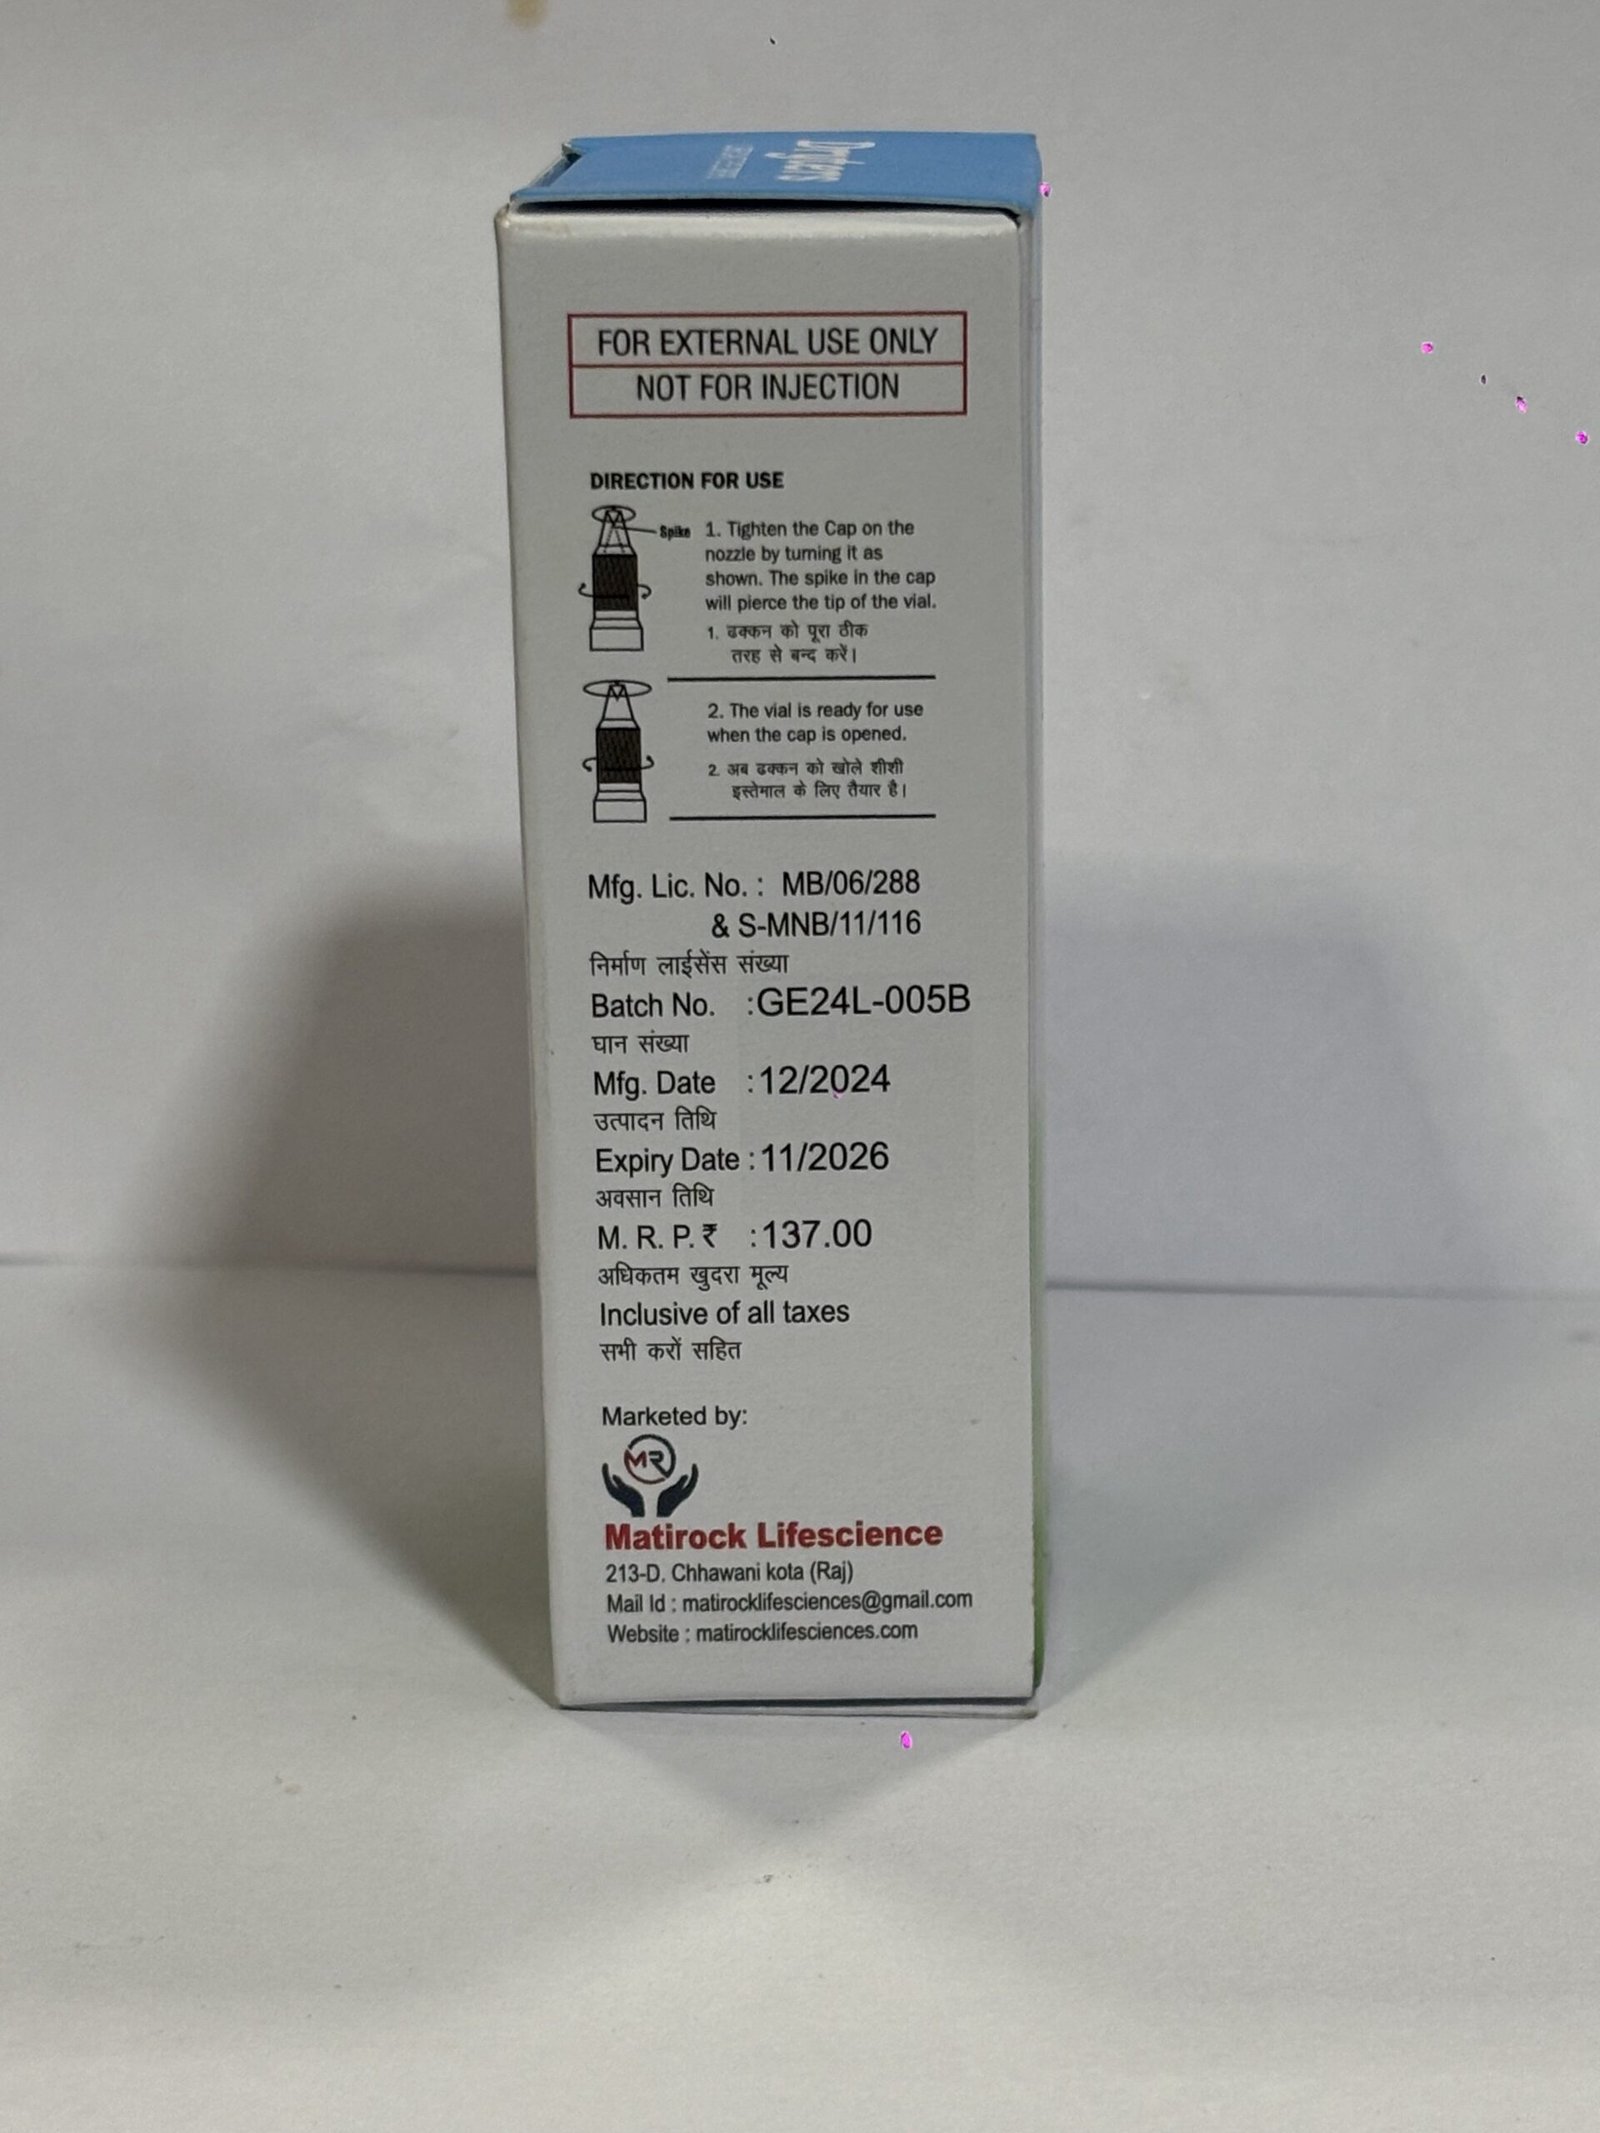 FOR EXTERNAL USE ONLY
NOT FOR INJECTION
DIRECTION FOR USE
Spike
1. Tighten the Cap on the
nozzle by turning it as
shown. The spike in the cap
will pierce the tip of the vial.
1. ढक्कन को पूरा ठीक
तरह से बन्द करें।
2. The vial is ready for use
when the cap is opened.
2. अब ढक्कन को खोले शीशी
इस्तेमाल के लिए तैयार है।
Mfg. Lic. No. : MB/06/288
& S-MNB/11/116
निर्माण लाईसेंस संख्या
Batch No. :GE24L-005B
घान संख्या
Mfg. Date :12/2024
उत्पादन तिथि
Expiry Date :11/2026
अवसान तिथि
M. R. P. ₹ :137.00
अधिकतम खुदरा मूल्य
Inclusive of all taxes
सभी करों सहित
Marketed by:
MR
Matirock Lifescience
213-D, Chhawani kota (Raj)
Mail Id : matirocklifesciences@gmail.com
Website : matirocklifesciences.com